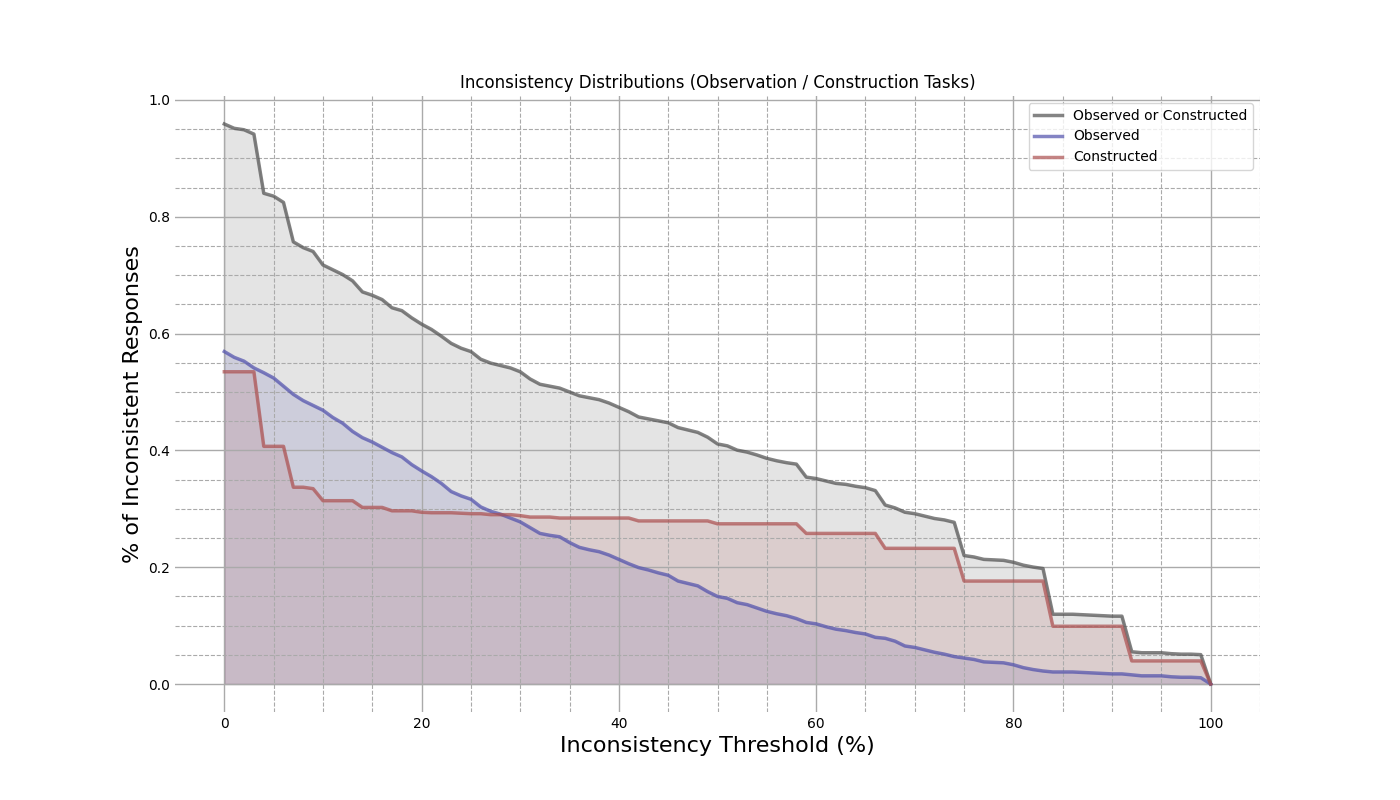 Inconsistency Distributions (Observation / Construction Tasks)
Observed or Constructed
Observed
Constructed
% of Inconsistent Responses
1.0
0.8
0.6
0.4
0.2
0.0
0 20 40 60 80 100
Inconsistency Threshold (%)